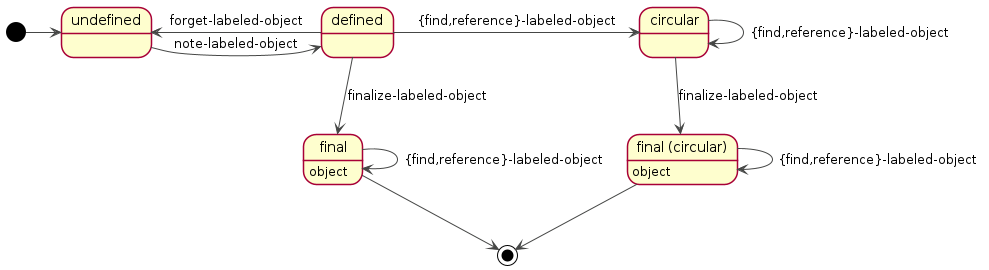 undefined
forget-labeled-object
defined
{find,reference}-labeled-object
circular
{find,reference}-labeled-object
note-labeled-object
finalize-labeled-object
finalize-labeled-object
final
object
{find,reference}-labeled-object
final (circular)
object
{find,reference}-labeled-object